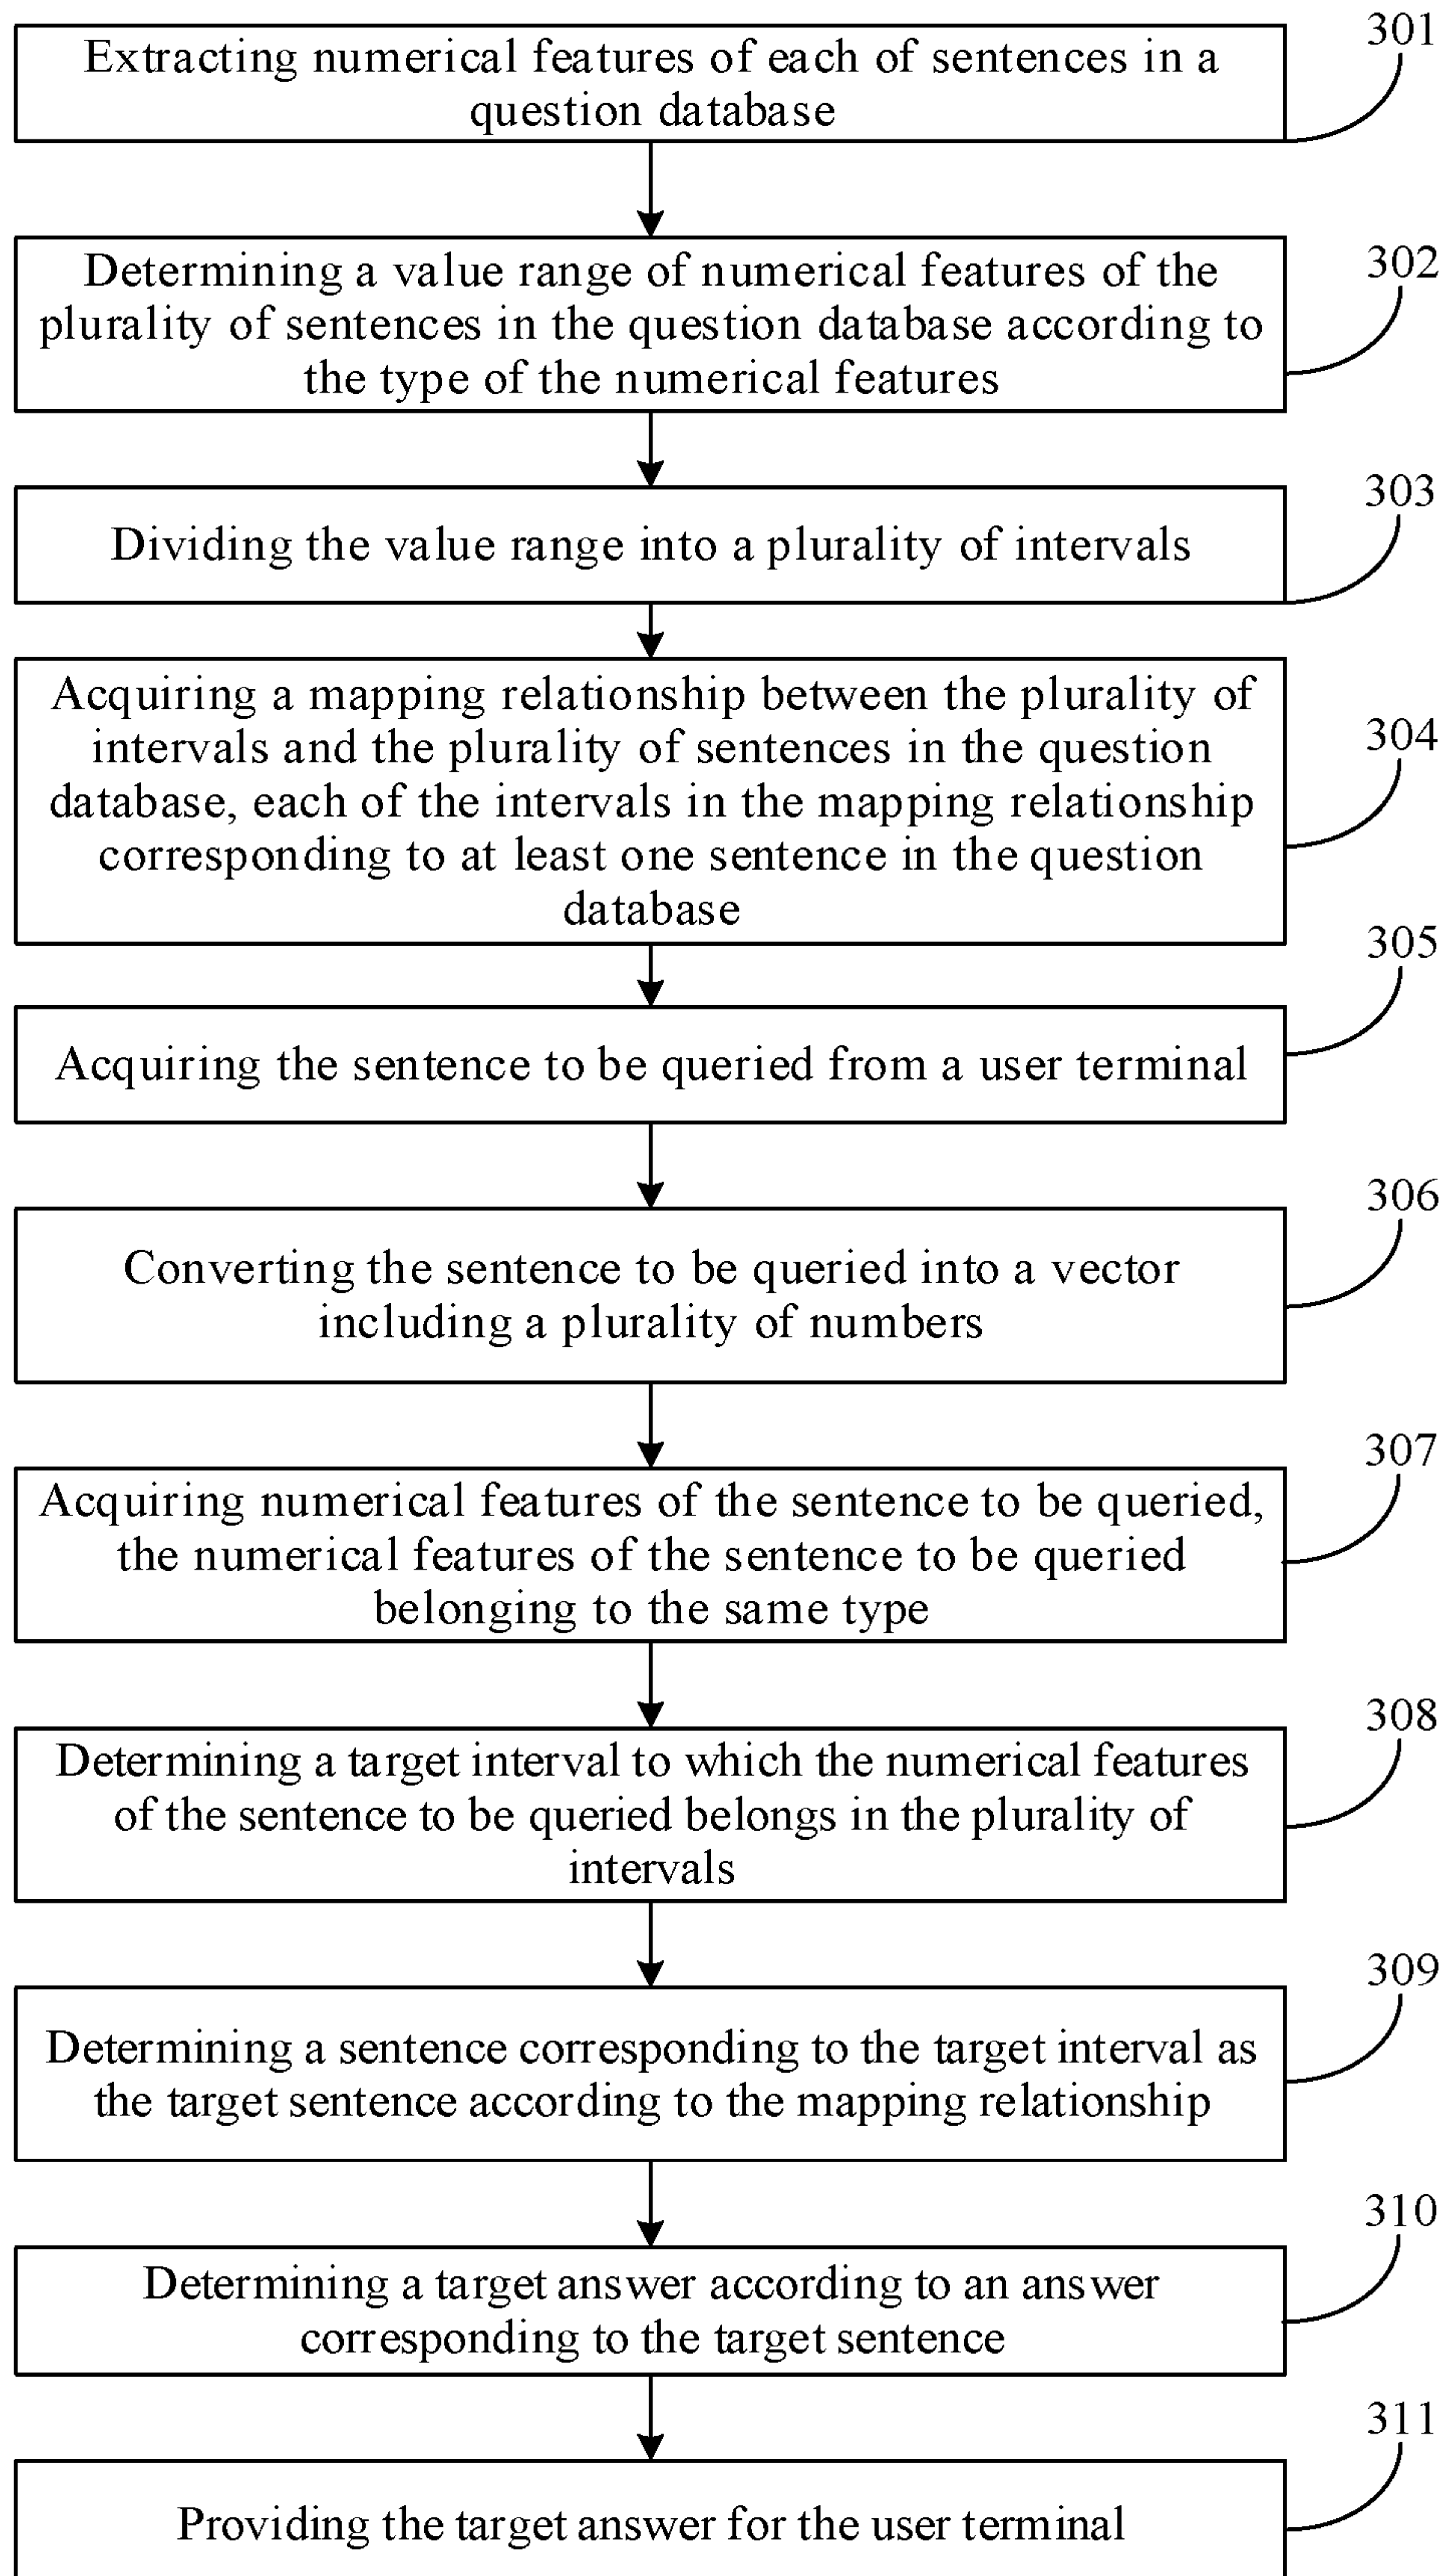 301
Extracting numerical features of each of sentences in a
question database
302
Determining a value range of numerical features of the
plurality of sentences in the question database according to
the type of the numerical features
303
Dividing the value range into a plurality of intervals
304
Acquiring a mapping relationship between the plurality of
intervals and the plurality of sentences in the question
database, each of the intervals in the mapping relationship
corresponding to at least one sentence in the question
database
305
Acquiring the sentence to be queried from a user terminal
306
Converting the sentence to be queried into a vector
including a plurality of numbers
307
Acquiring numerical features of the sentence to be queried,
the numerical features of the sentence to be queried
belonging to the same type
308
Determining a target interval to which the numerical features
of the sentence to be queried belongs in the plurality of
intervals
309
Determining a sentence corresponding to the target interval as
the target sentence according to the mapping relationship
310
Determining a target answer according to an answer
corresponding to the target sentence
311
Providing the target answer for the user terminal